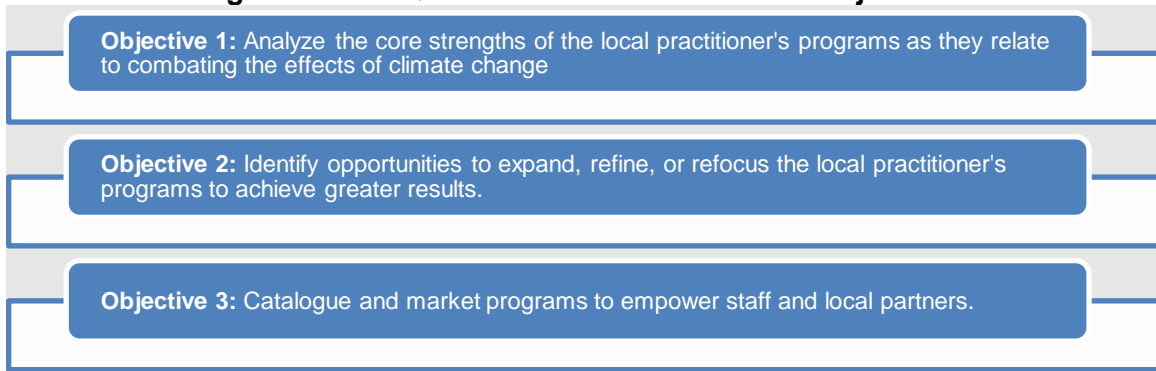 Objective 1: Analyze the core strengths of the local practitioner's programs as they relate
to combating the effects of climate change
Objective 2: Identify opportunities to expand, refine, or refocus the local practitioner's
programs to achieve greater results.
Objective 3: Catalogue and market programs to empower staff and local partners.